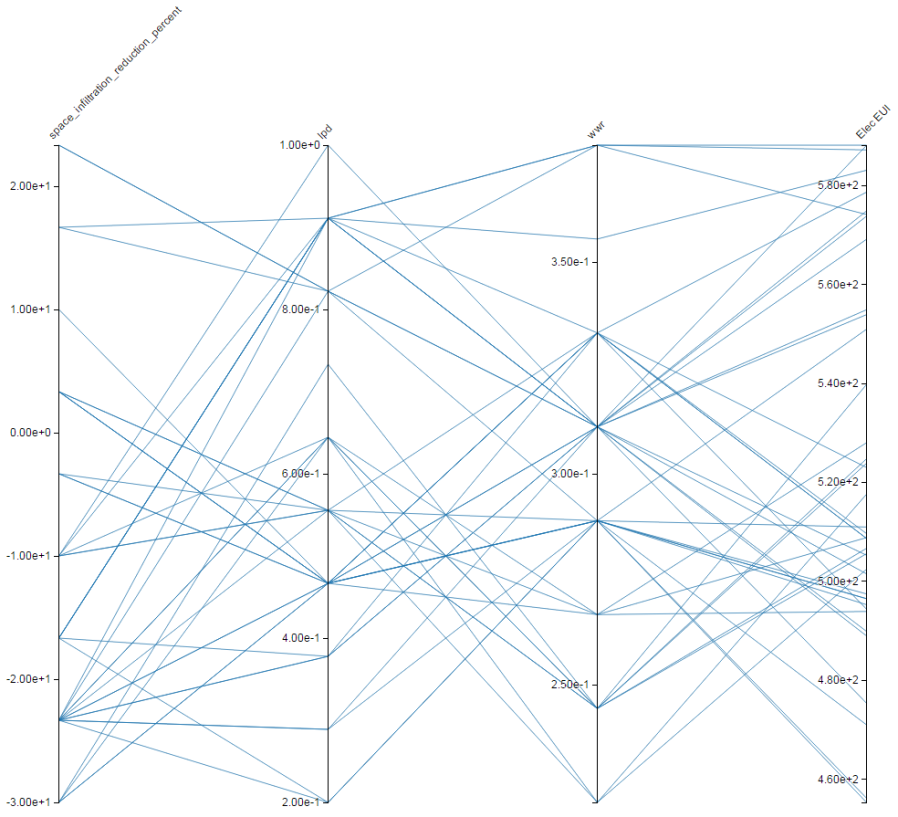 space_infiltration_reduction_percent
lpd
wwr
Elec EUI
2.00e+1
1.00e+1
0.00e+0
-1.00e+1
-2.00e+1
-3.00e+1
1.00e+0
8.00e-1
6.00e-1
4.00e-1
2.00e-1
3.50e-1
3.00e-1
2.50e-1
5.80e+2
5.60e+2
5.40e+2
5.20e+2
5.00e+2
4.80e+2
4.60e+2